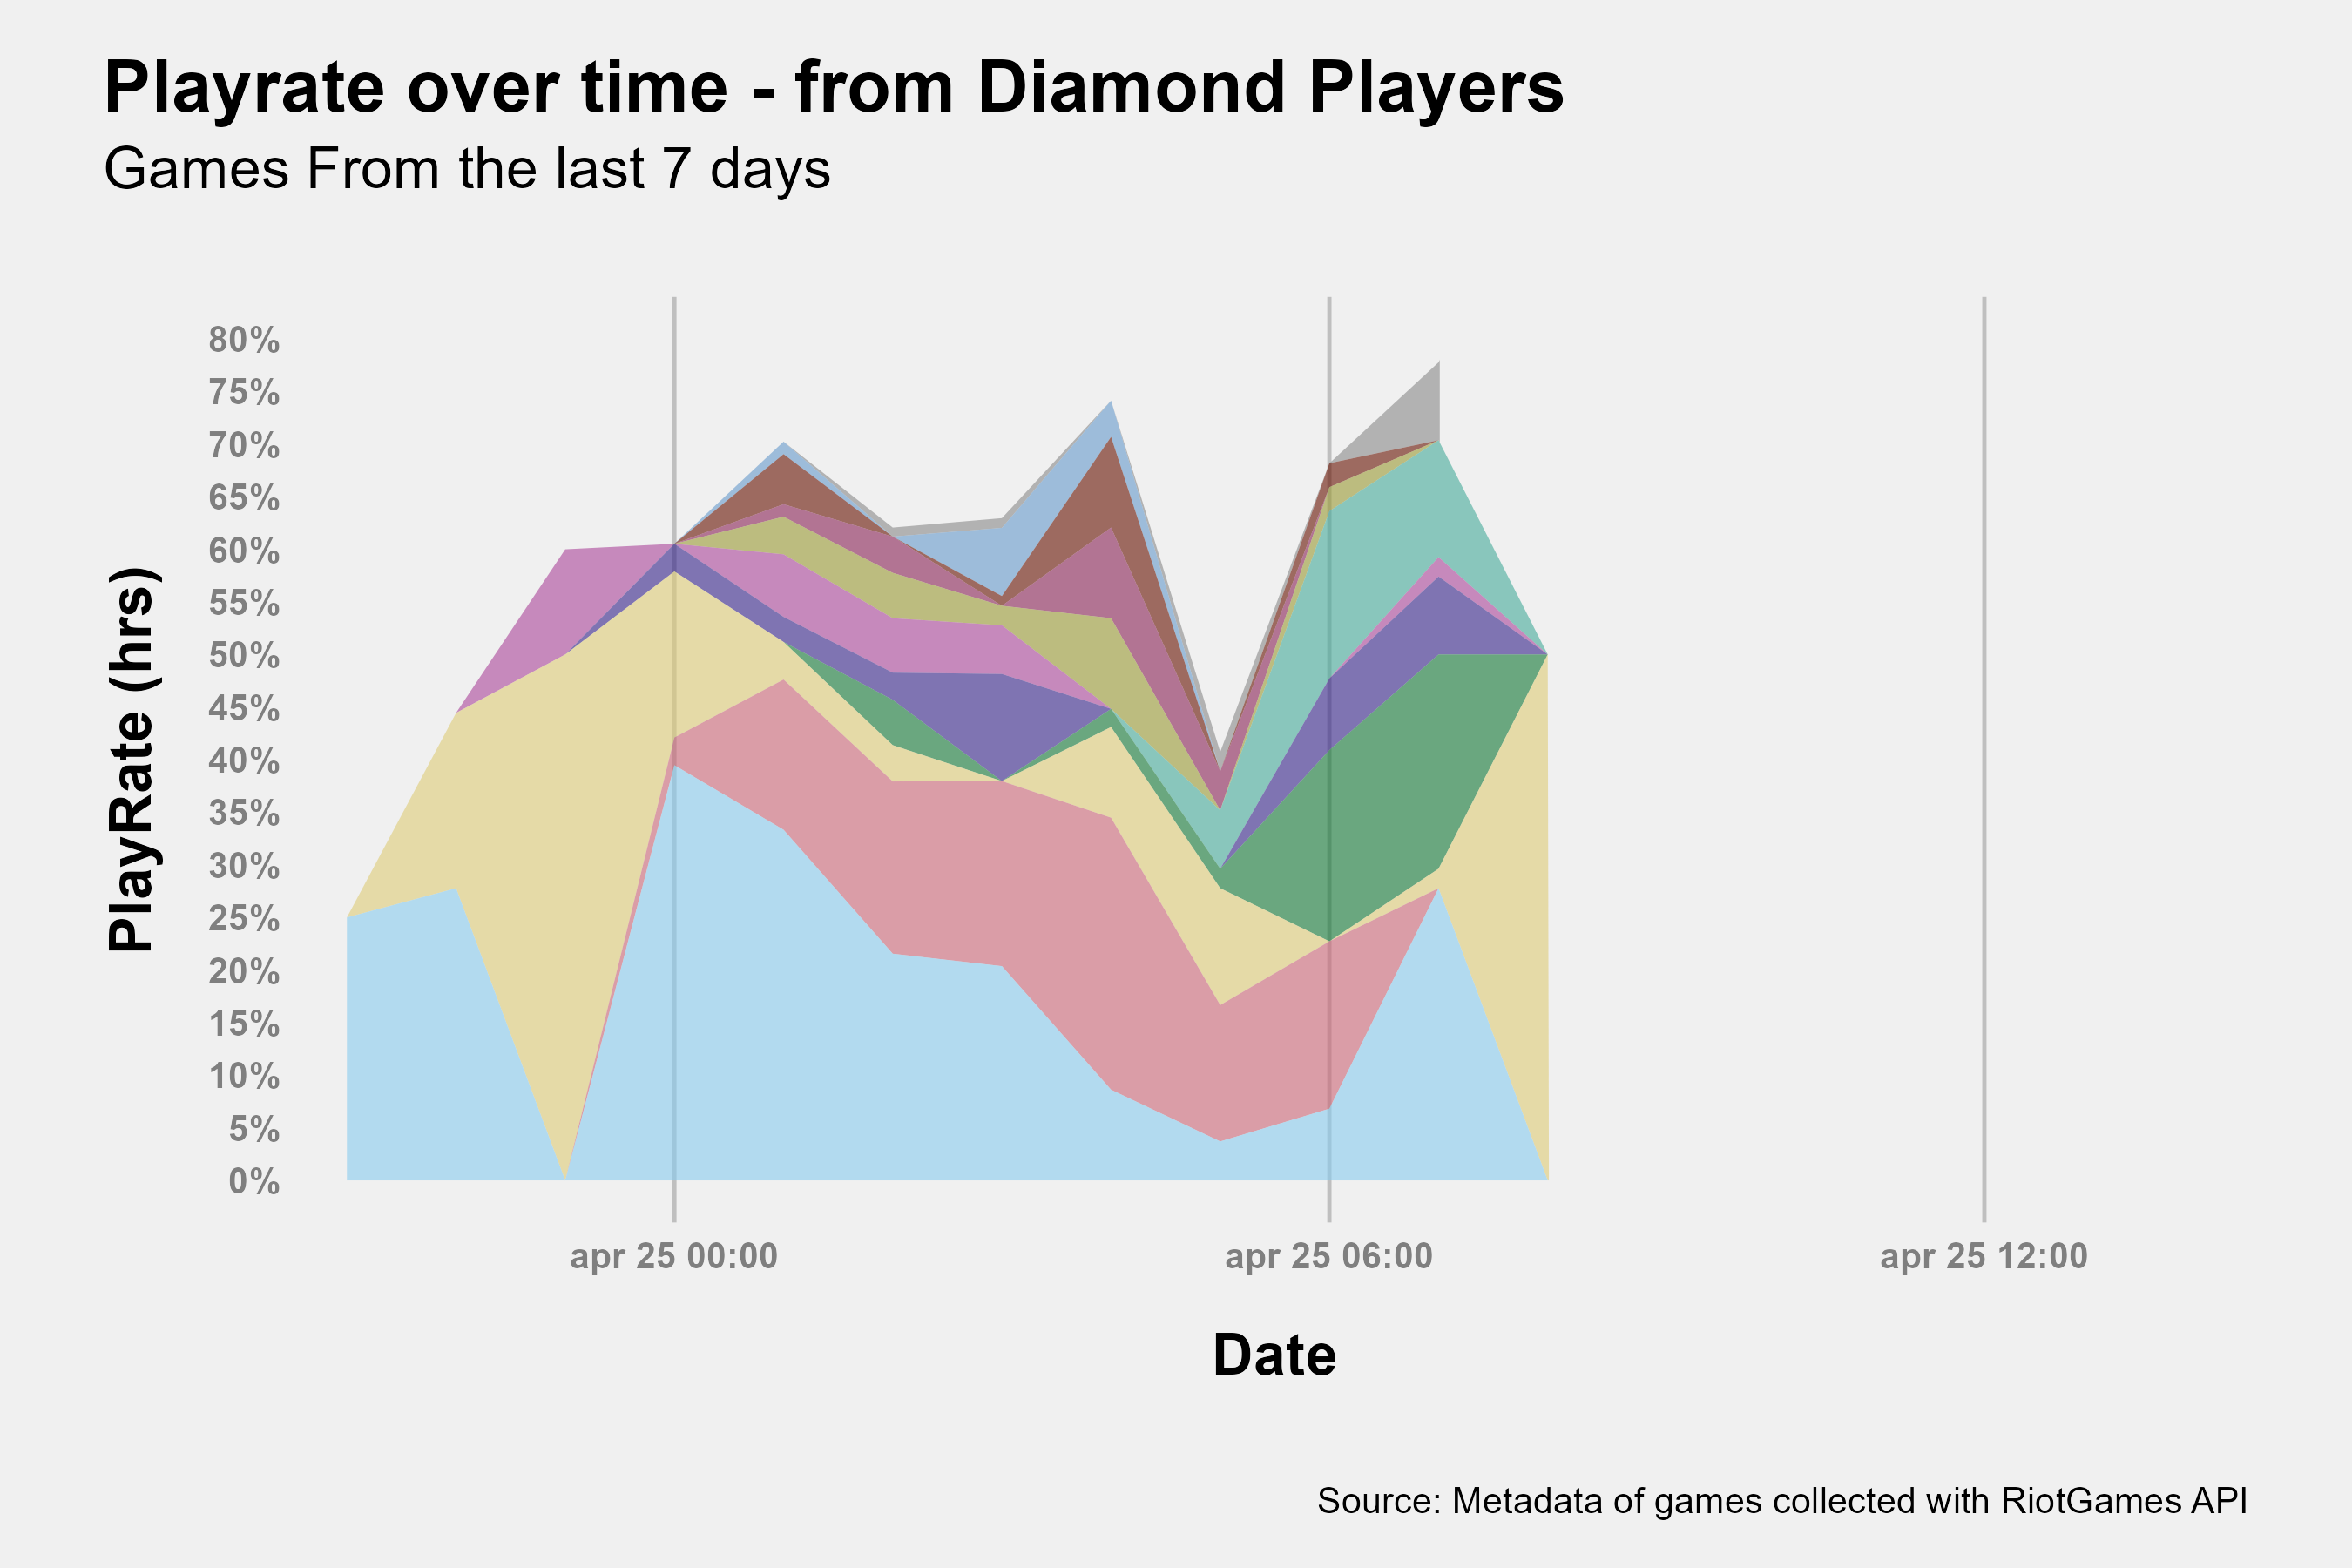 Playrate over time - from Diamond Players
Games From the last 7 days
PlayRate (hrs)
80%
75%
70%
65%
60%
55%
50%
45%
40%
35%
30%
25%
20%
15%
10%
5%
0%
apr 25 00:00
apr 25 06:00
apr 25 12:00
Date
Source: Metadata of games collected with RiotGames API